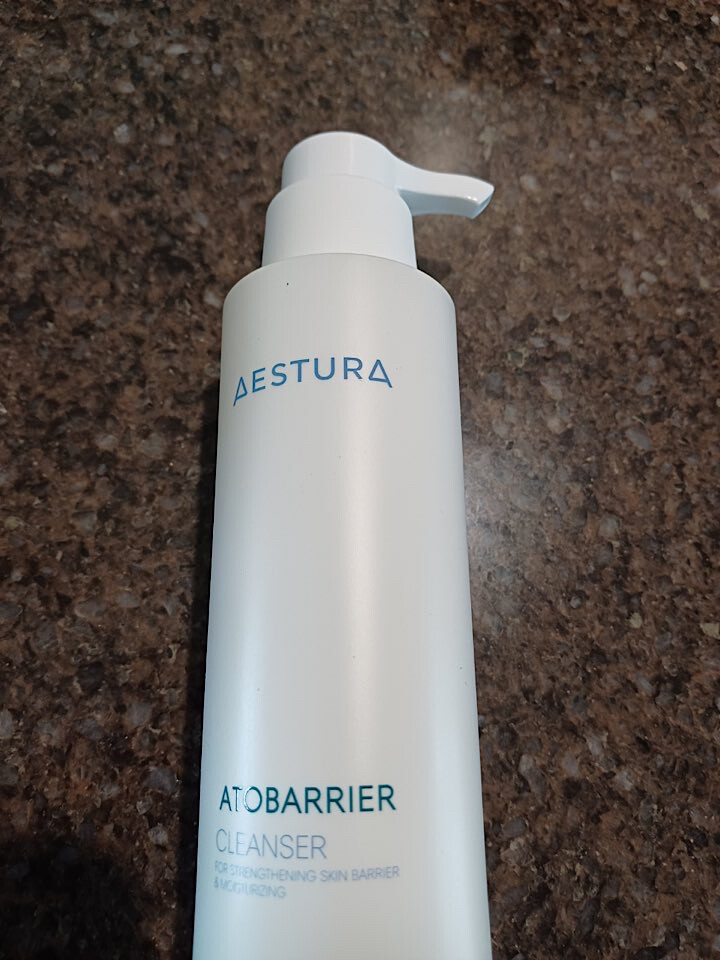 AESTURA
ATOBARRIER
CLEANSER
FOR STRENGTHENING SKIN BARRIER
& MOISTURIZING